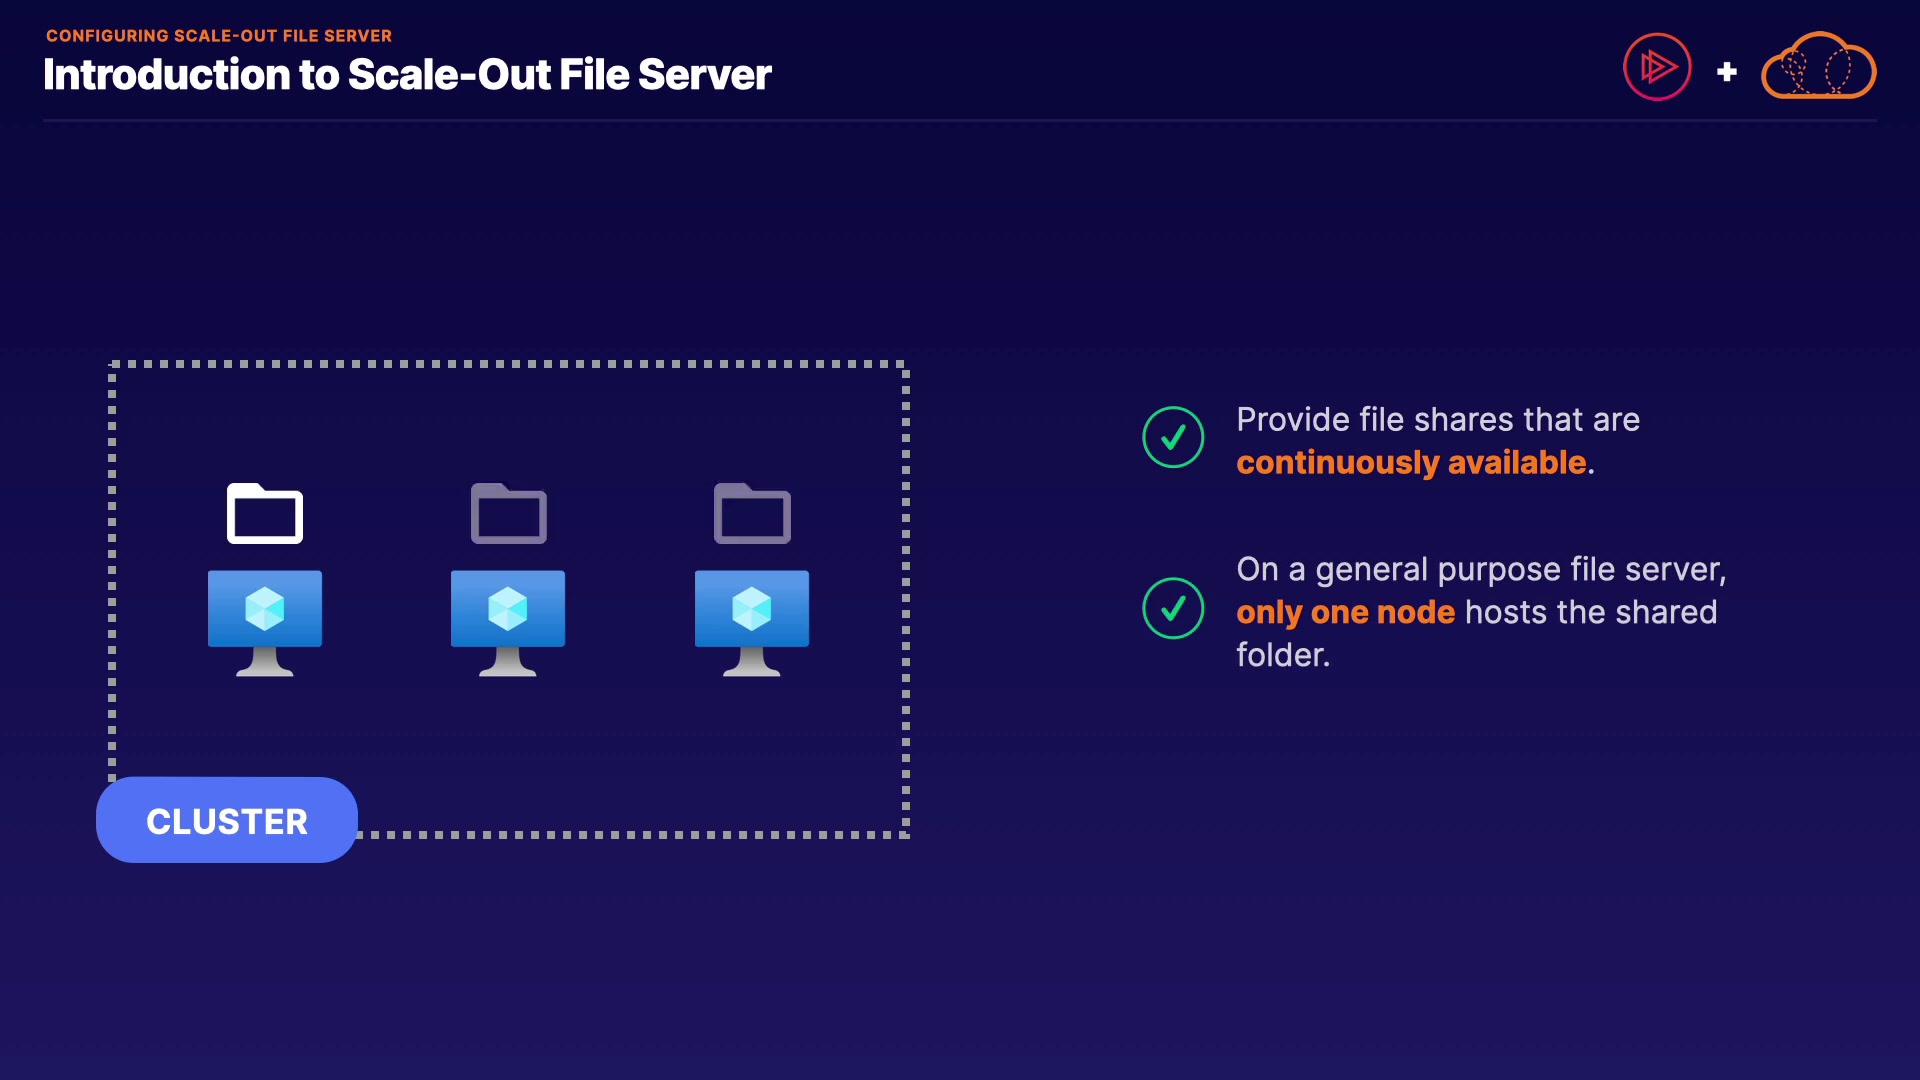 CONFIGURING SCALE-OUT FILE SERVER
Introduction to Scale-Out File Server
Provide file shares that are
continuously available.
On a general purpose file server,
only one node hosts the shared
folder.
CLUSTER